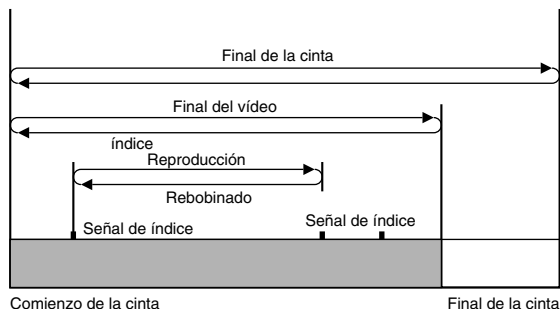 Final de la cinta
Final del vídeo
índice
Reproducción
Rebobinado
Señal de índice
Señal de índice
Comienzo de la cinta
Final de la cinta